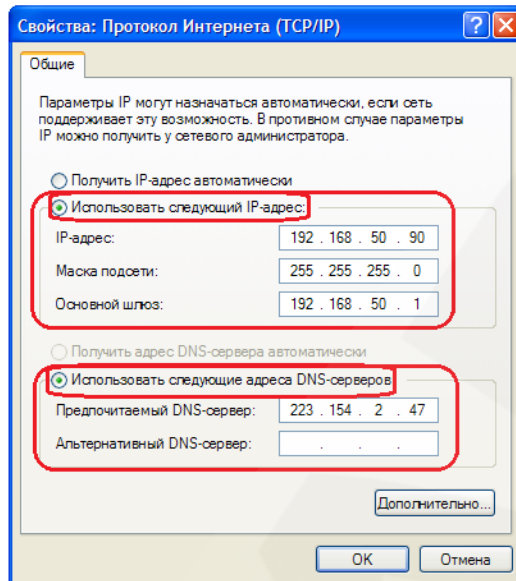 Свойства: Протокол Интернета (TCP/IP)
Общие
Параметры IP могут назначаться автоматически, если сеть
поддерживает эту возможность. В противном случае параметры
IP можно получить у сетевого администратора.
Получить IP-адрес автоматически
Использовать следующий IP-адрес:
IP-адрес: 192 . 168 . 50 . 90
Маска подсети: 255 . 255 . 255 . 0
Основной шлюз: 192 . 168 . 50 . 1
Получить адрес DNS-сервера автоматически
Использовать следующие адреса DNS-серверов
Предпочитаемый DNS-сервер: 223 . 154 . 2 . 47
Альтернативный DNS-сервер: . . .
Дополнительно...
OK Отмена